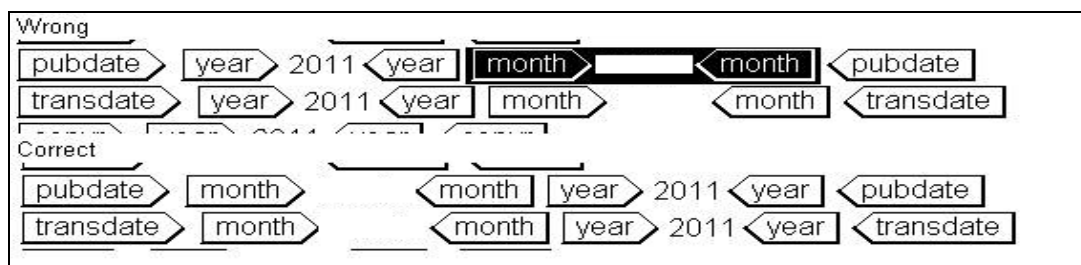 Wrong
pubdate year 2011 year month month pubdate
transdate year 2011 year month month transdate
Correct
pubdate month month year 2011 year pubdate
transdate month month year 2011 year transdate